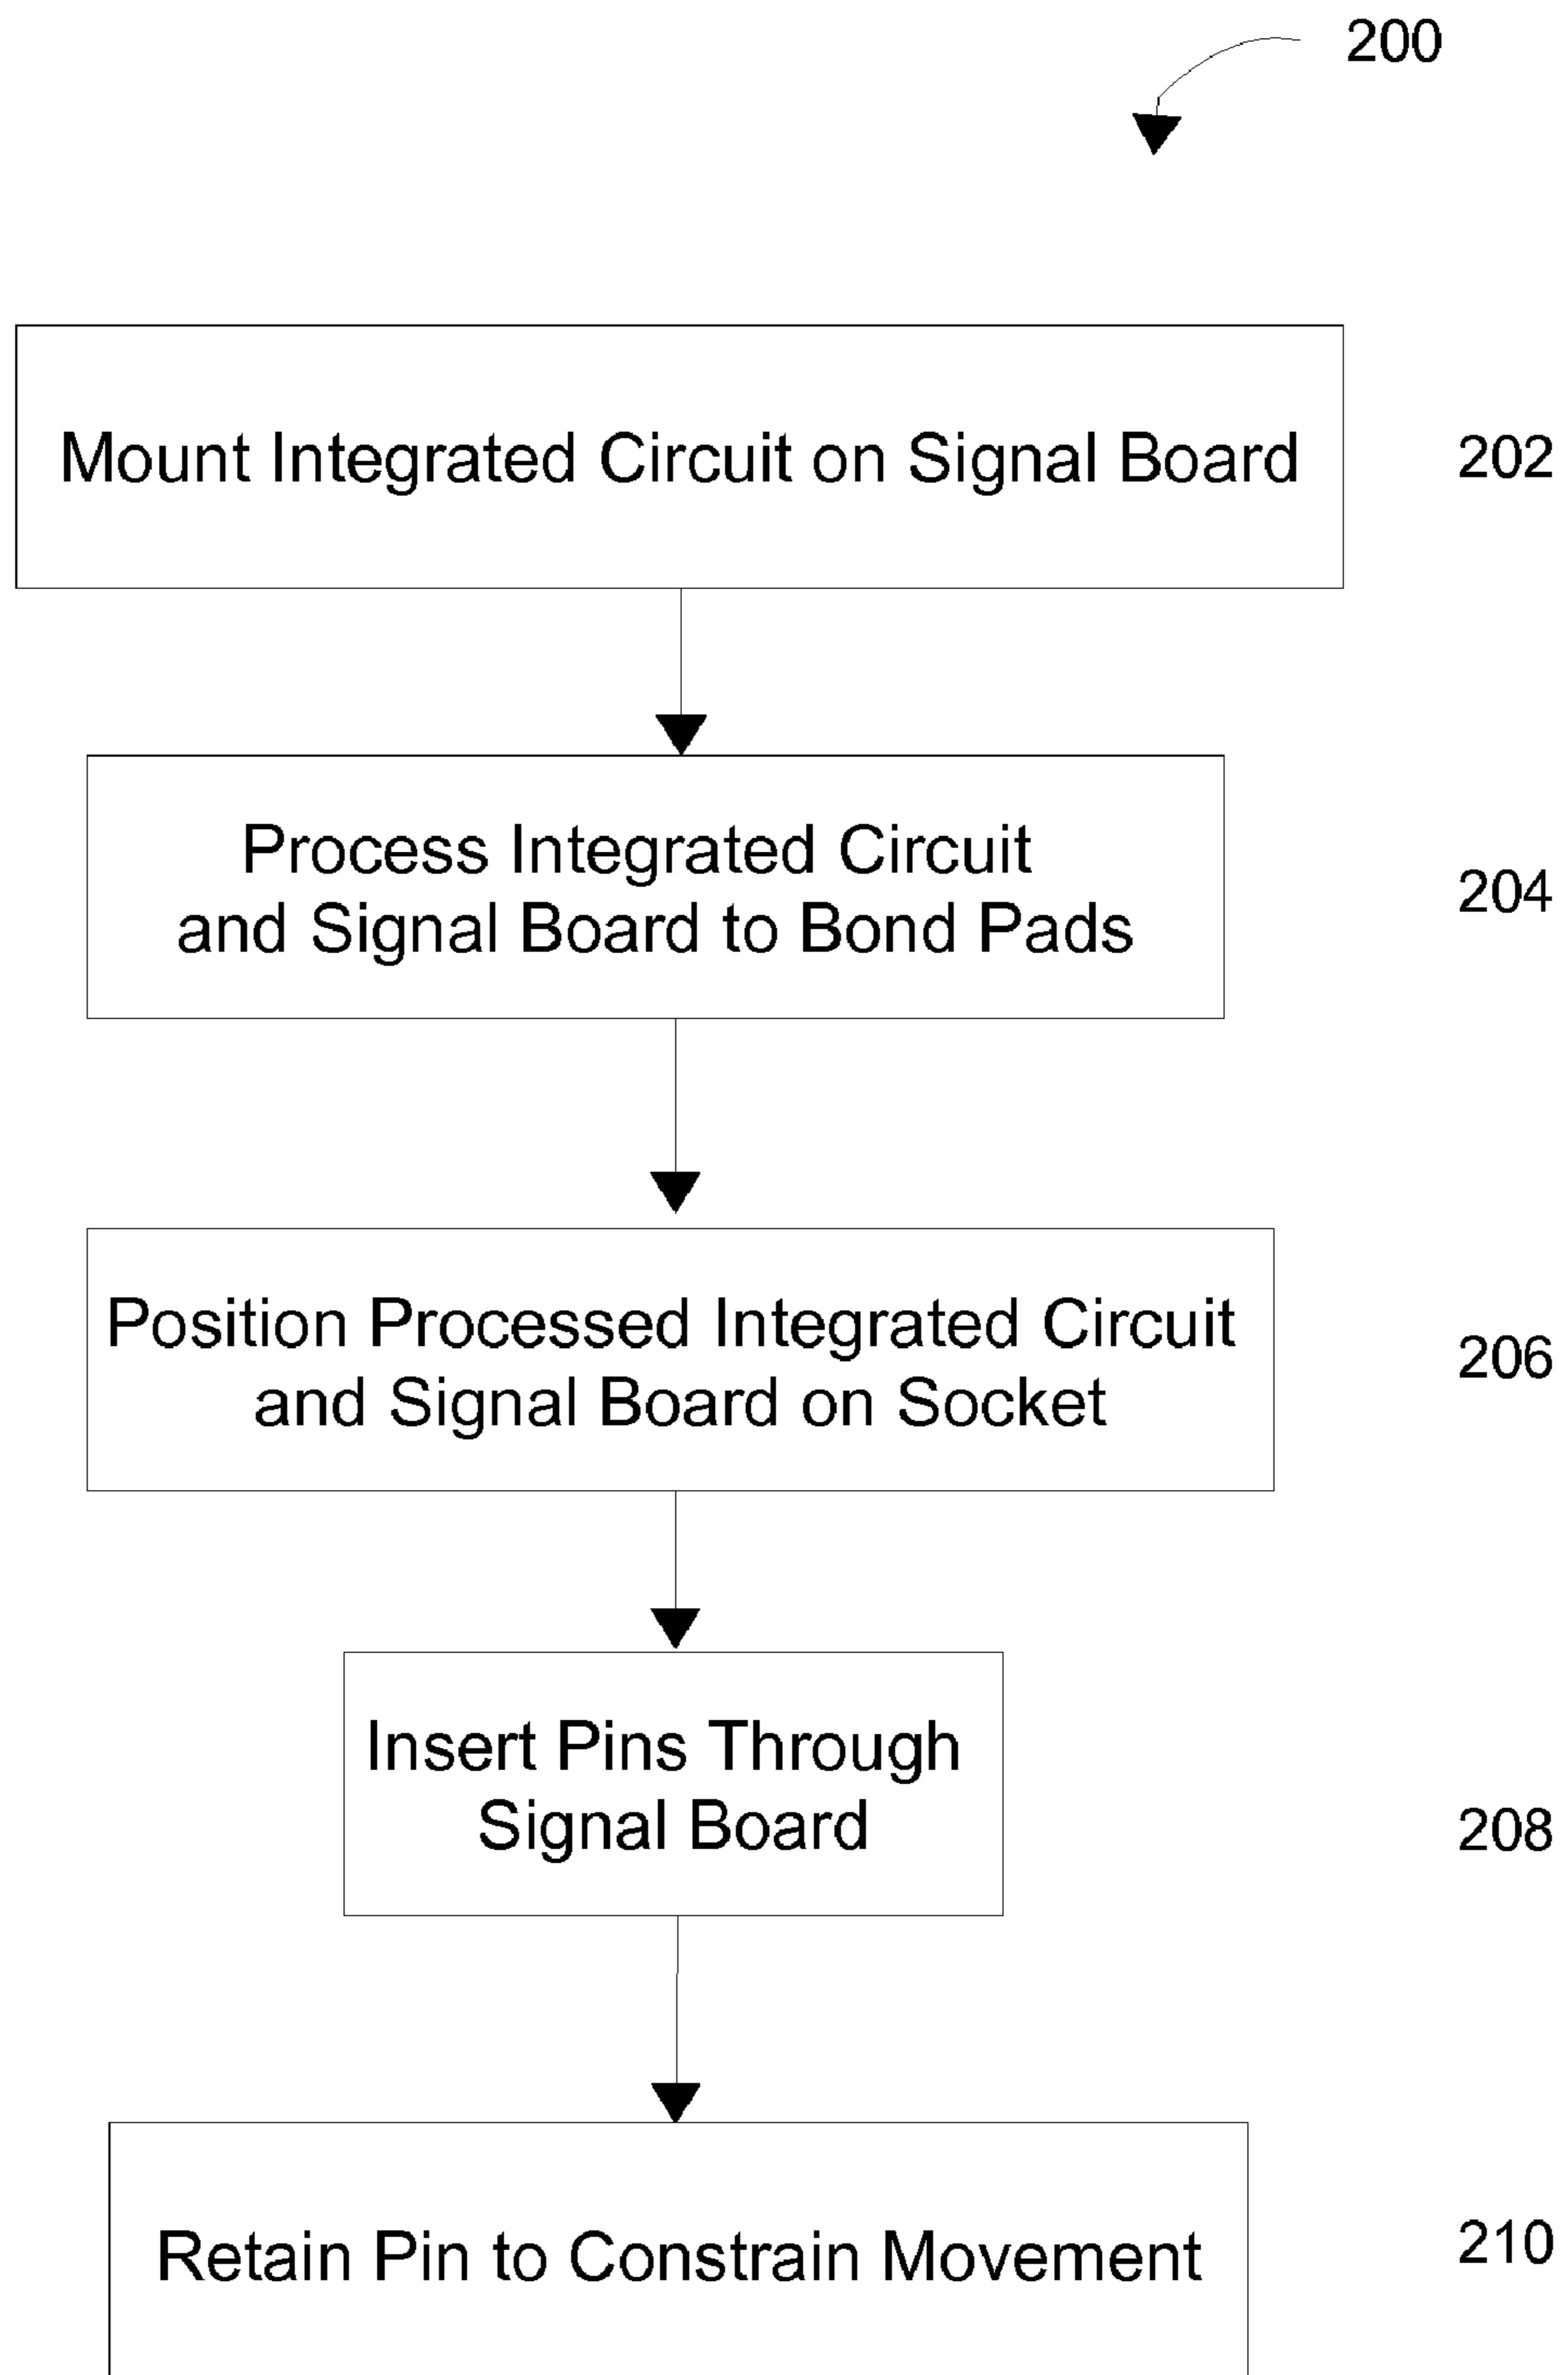 200
Mount Integrated Circuit on Signal Board
202
Process Integrated Circuit
and Signal Board to Bond Pads
204
Position Processed Integrated Circuit
and Signal Board on Socket
206
Insert Pins Through
Signal Board
208
Retain Pin to Constrain Movement
210